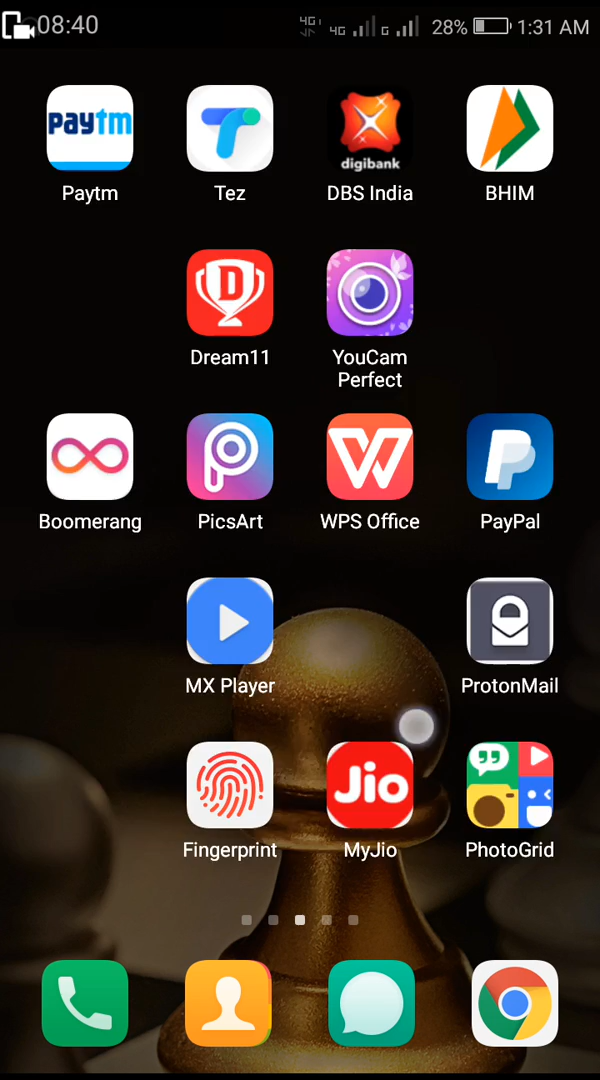 08:40 4G 4G G 28% 1:31 AM
paytm
digibank
Paytm Tez DBS India BHIM
D
Dream11 YouCam
Perfect
Boomerang PicsArt WPS Office PayPal
MX Player ProtonMail
Jio
Fingerprint MyJio PhotoGrid